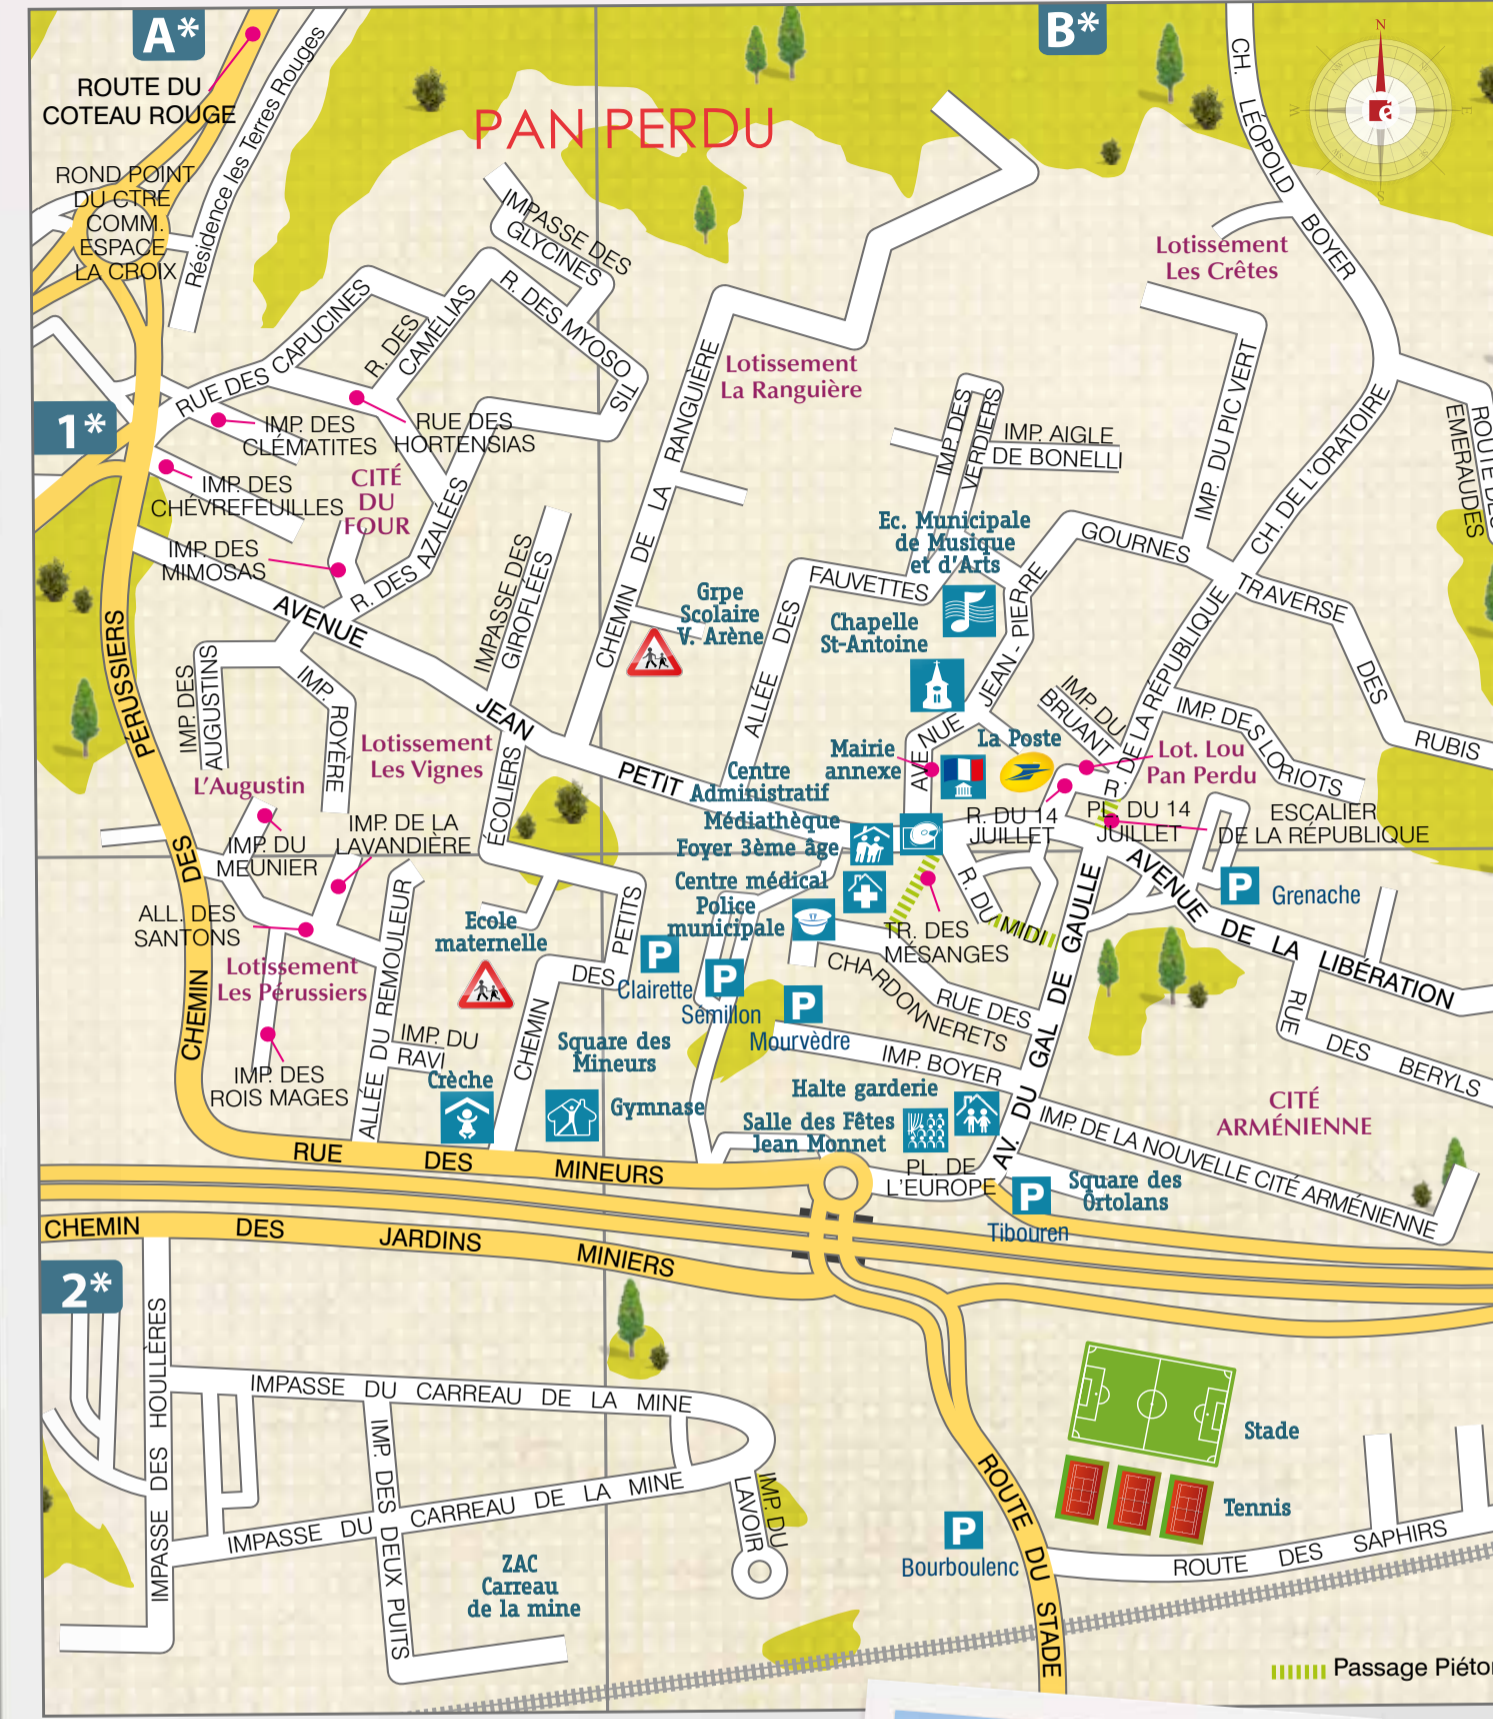 A*
B*
ROUTE DU
COTEAU ROUGE
Résidence les Terres Rouges
PAN PERDU
CH. LÉOPOLD BOYER
N
E
S
W
ROND POINT
DU CTRE
COMM.
ESPACE
LA CROIX
IMPASSE DES
GLYCINES
Lotissement
Les Crêtes
R. DES
CAMÉLIAS
R. DES MYOSO
TIS
RUE DES CAPUCINES
Lotissement
La Ranguière
1*
IMP. DES
CLÉMATITES
RUE DES
HORTENSIAS
IMP. DES
VERDIERS
IMP. AIGLE
DE BONELLI
IMP. DU PIC VERT
CH. DE L'ORATOIRE
ROUTE DES
EMERAUDES
IMP. DES
CHÈVREFEUILLES
CITÉ
DU
FOUR
CHEMIN DE LA RANGUIÈRE
Ec. Municipale
de Musique
et d'Arts
GOURNES
IMP. DES
MIMOSAS
R. DES AZALÉES
IMPASSE DES
GIROFLÉES
Grpe
Scolaire
V. Arène
ALLÉE DES
FAUVETTES
TRAVERSE
DES
RUBIS
Chapelle
St-Antoine
AVENUE
JEAN
PETIT
AVENUE
JEAN - PIERRE
IMP. DES
AUGUSTINS
IMP. ROYÈRE
IMP. DU
BRUANT
R. DE LA RÉPUBLIQUE
IMP. DES LORIOTS
Lotissement
Les Vignes
L'Augustin
Mairie
annexe
La Poste
Lot. Lou
Pan Perdu
Centre
Administratif
Médiathèque
Foyer 3ème âge
R. DU 14
JUILLET
PL. DU 14
JUILLET
ESCALIER
DE LA RÉPUBLIQUE
IMP. DU
MEUNIER
IMP. DE LA
LAVANDIÈRE
CHEMIN DES PÉRUSSIERS
CHEMIN DES PETITS ÉCOLIERS
Centre médical
Police
municipale
P
Grenache
AVENUE DE LA LIBÉRATION
R. DU
MIDI
ALL. DES
SANTONS
Ecole
maternelle
TR. DES
MÉSANGES
Lotissement
Les Pérussiers
ALLÉE DU REMOULEUR
P
Clairette
P
Sémillon
P
Mourvèdre
RUE DES
CHARDONNERETS
AV. DU GAL DE GAULLE
RUE DES BERYLS
IMP. DU
RAVI
Square des
Mineurs
IMP. BOYER
IMP. DES
ROIS MAGES
Crèche
Gymnase
Halte garderie
Salle des Fêtes
Jean Monnet
CITÉ
ARMÉNIENNE
IMP. DE LA NOUVELLE CITÉ ARMÉNIENNE
RUE DES MINEURS
PL. DE
L'EUROPE
P
Tibouren
Square des
Ortolans
CHEMIN DES JARDINS MINIERS
2*
IMPASSE DES HOULLÈRES
IMPASSE DU CARREAU DE LA MINE
IMP. DES DEUX PUITS
IMPASSE DU CARREAU DE LA MINE
IMP. DU
LAVOIR
Stade
Tennis
P
Bourboulenc
ROUTE DU STADE
ROUTE DES SAPHIRS
ZAC
Carreau
de la mine
Passage Piéto